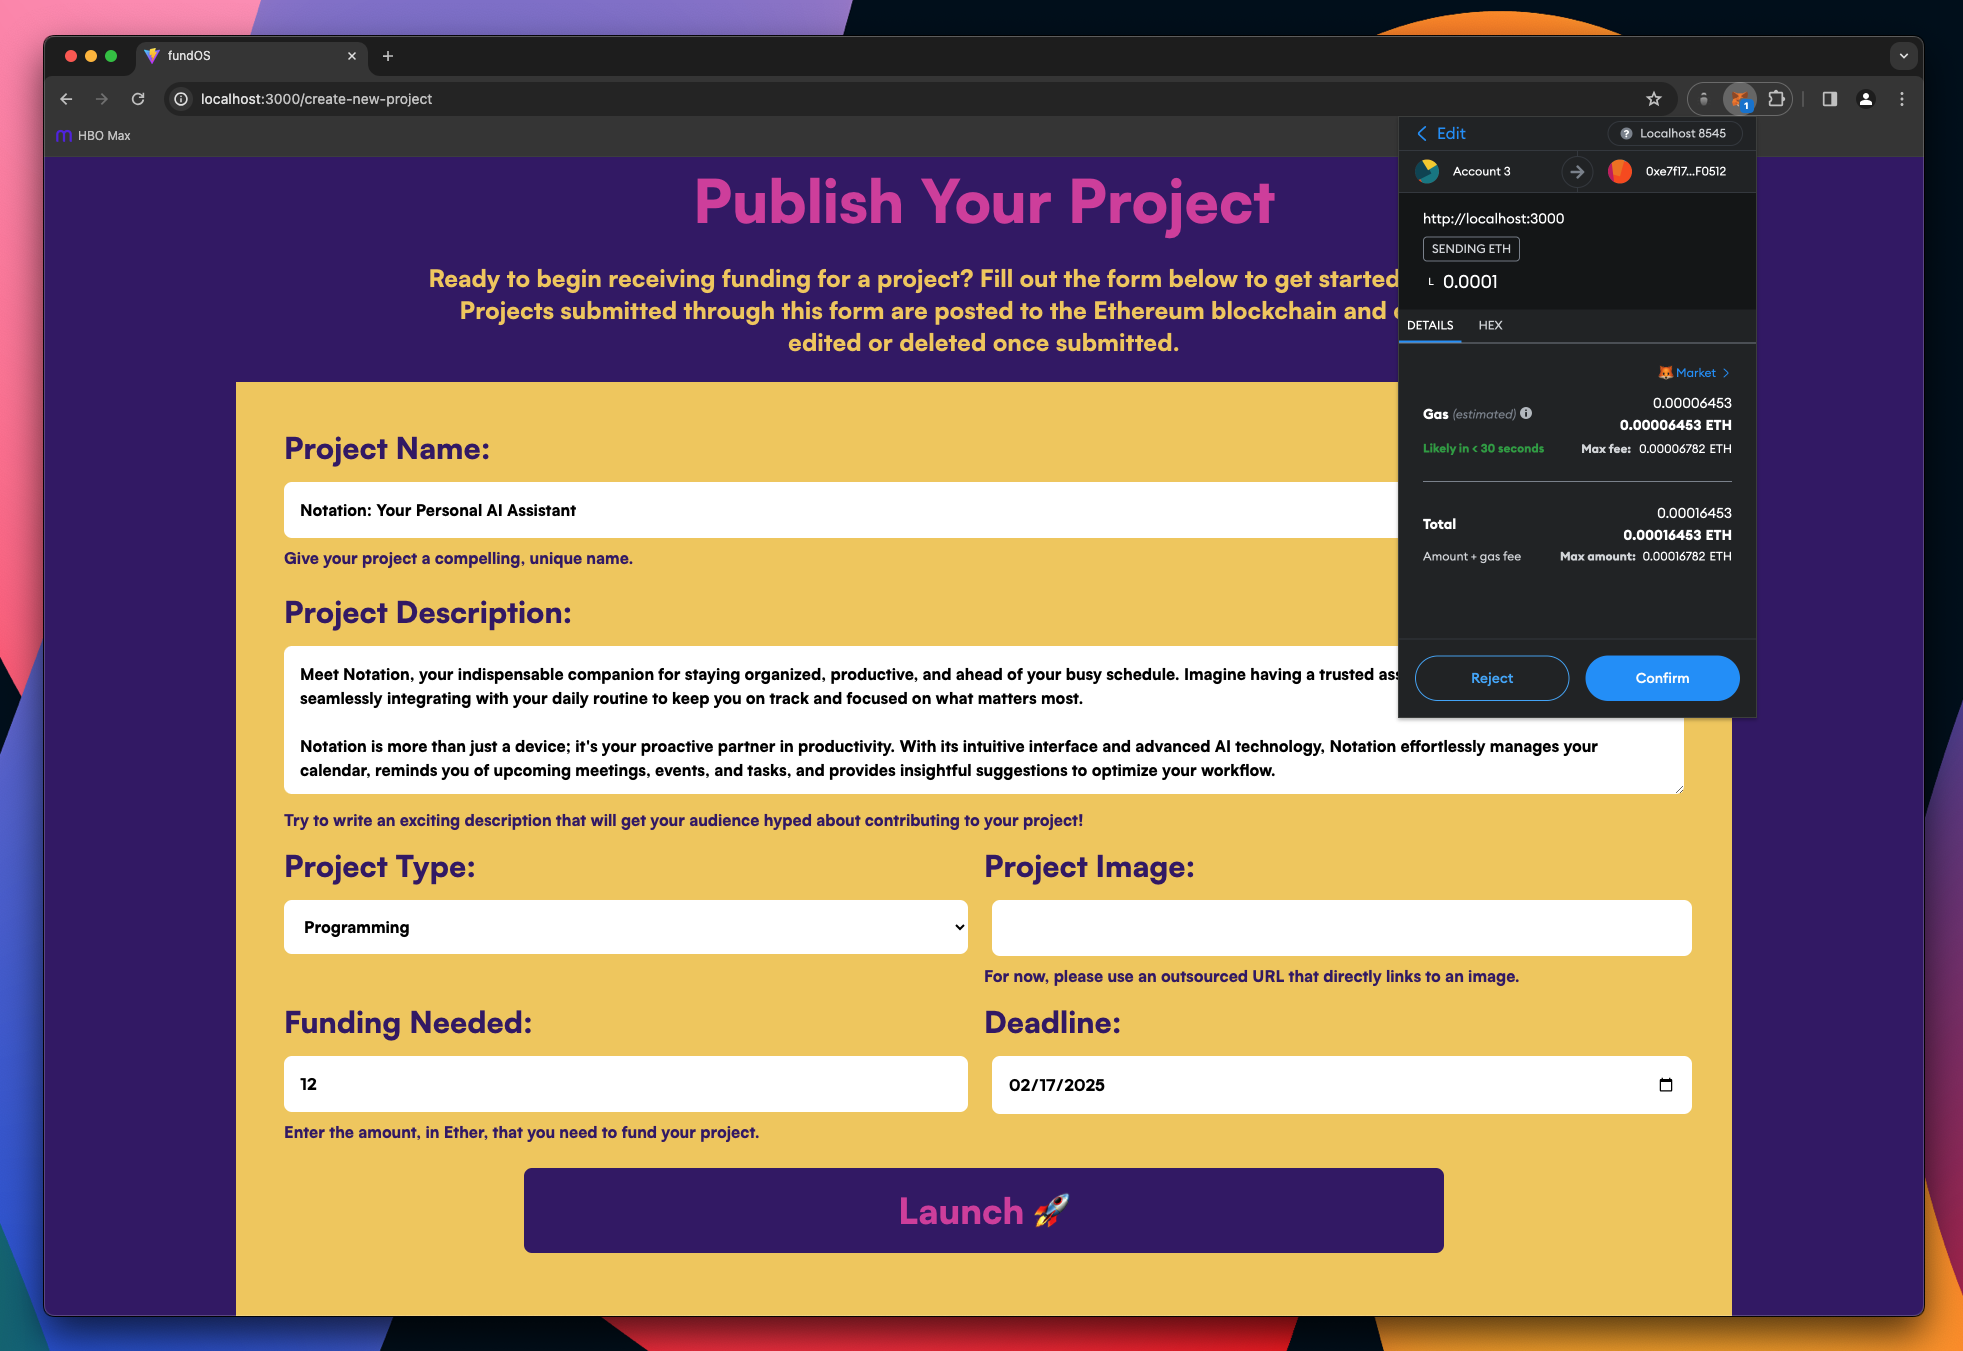 fundOS
localhost:3000/create-new-project
1
HBO Max
Publish Your Project
Ready to begin receiving funding for a project? Fill out the form below to get started
Projects submitted through this form are posted to the Ethereum blockchain and
edited or deleted once submitted.
Project Name:
Notation: Your Personal AI Assistant
Give your project a compelling, unique name.
Project Description:
Meet Notation, your indispensable companion for staying organized, productive, and ahead of your busy schedule. Imagine having a trusted
seamlessly integrating with your daily routine to keep you on track and focused on what matters most.
Notation is more than just a device; it's your proactive partner in productivity. With its intuitive interface and advanced AI technology, Notation effortlessly manages your
calendar, reminds you of upcoming meetings, events, and tasks, and provides insightful suggestions to optimize your workflow.
Try to write an exciting description that will get your audience hyped about contributing to your project!
Project Type:
Programming
Project Image:
For now, please use an outsourced URL that directly links to an image.
Funding Needed:
12
Enter the amount, in Ether, that you need to fund your project.
Deadline:
02/17/2025
Launch 🚀
Edit
Localhost 8545
Account 3
0xe7f17...F0512
http://localhost:3000
SENDING ETH
0.0001
DETAILS
HEX
Market >
Gas (estimated)
0.00006453
0.00006453 ETH
Likely in < 30 seconds
Max fee: 0.00006782 ETH
Total
0.00016453
0.00016453 ETH
Amount + gas fee
Max amount: 0.00016782 ETH
Reject
Confirm